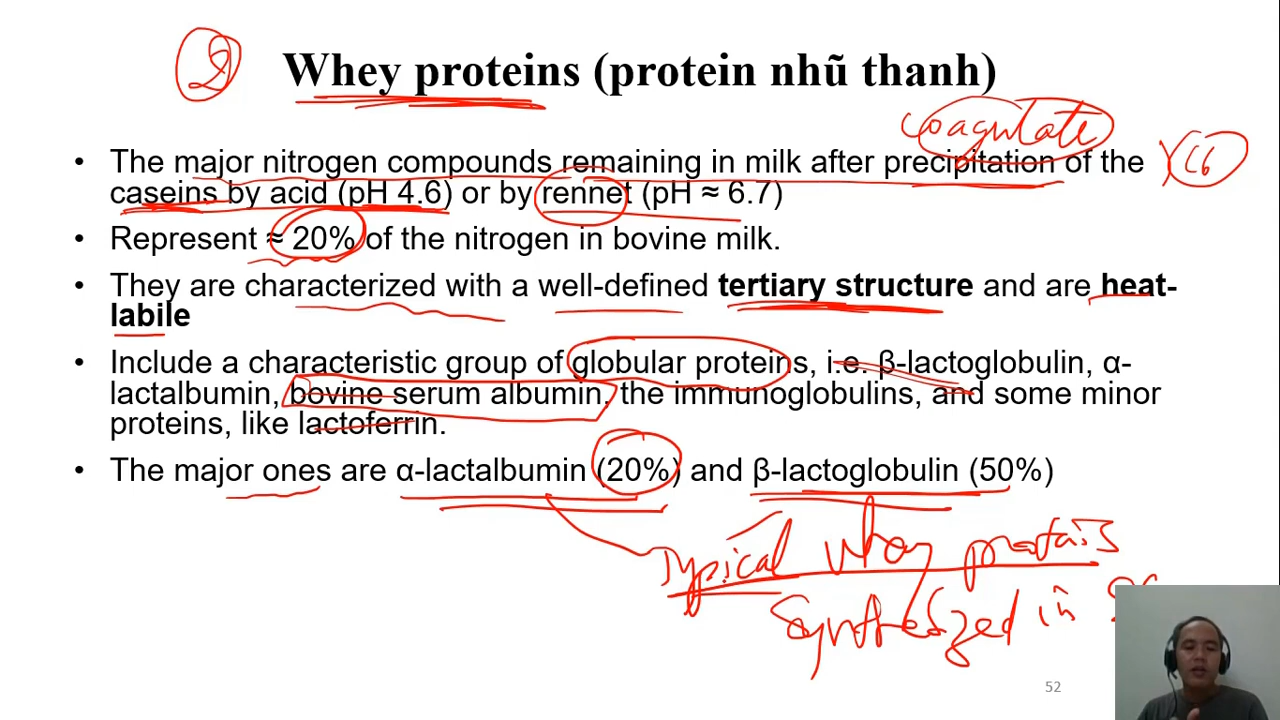 Whey proteins (protein nhũ thanh)
coagulate
• The major nitrogen compounds remaining in milk after precipitation of the
caseins by acid (pH 4.6) or by rennet (pH ≈ 6.7)
• Represent ≈ 20% of the nitrogen in bovine milk.
• They are characterized with a well-defined tertiary structure and are heat-
labile
• Include a characteristic group of globular proteins, i.e. β-lactoglobulin, α-
lactalbumin, bovine serum albumin, the immunoglobulins, and some minor
proteins, like lactoferrin.
• The major ones are α-lactalbumin (20%) and β-lactoglobulin (50%)
Typical whey proteins
Synthesized in
52